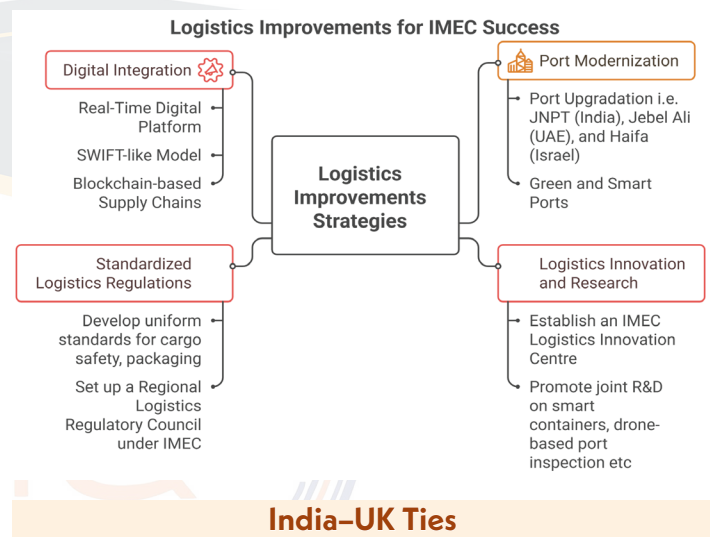 Logistics Improvements for IMEC Success
Digital Integration
Real-Time Digital
Platform
SWIFT-like Model
Blockchain-based
Supply Chains
Port Modernization
Port Upgradation i.e.
JNPT (India), Jebel Ali
(UAE), and Haifa
(Israel)
Green and Smart
Ports
Logistics
Improvements
Strategies
Standardized
Logistics Regulations
Develop uniform
standards for cargo
safety, packaging
Set up a Regional
Logistics
Regulatory Council
under IMEC
Logistics Innovation
and Research
Establish an IMEC
Logistics Innovation
Centre
Promote joint R&D
on smart
containers, drone-
based port
inspection etc
India–UK Ties